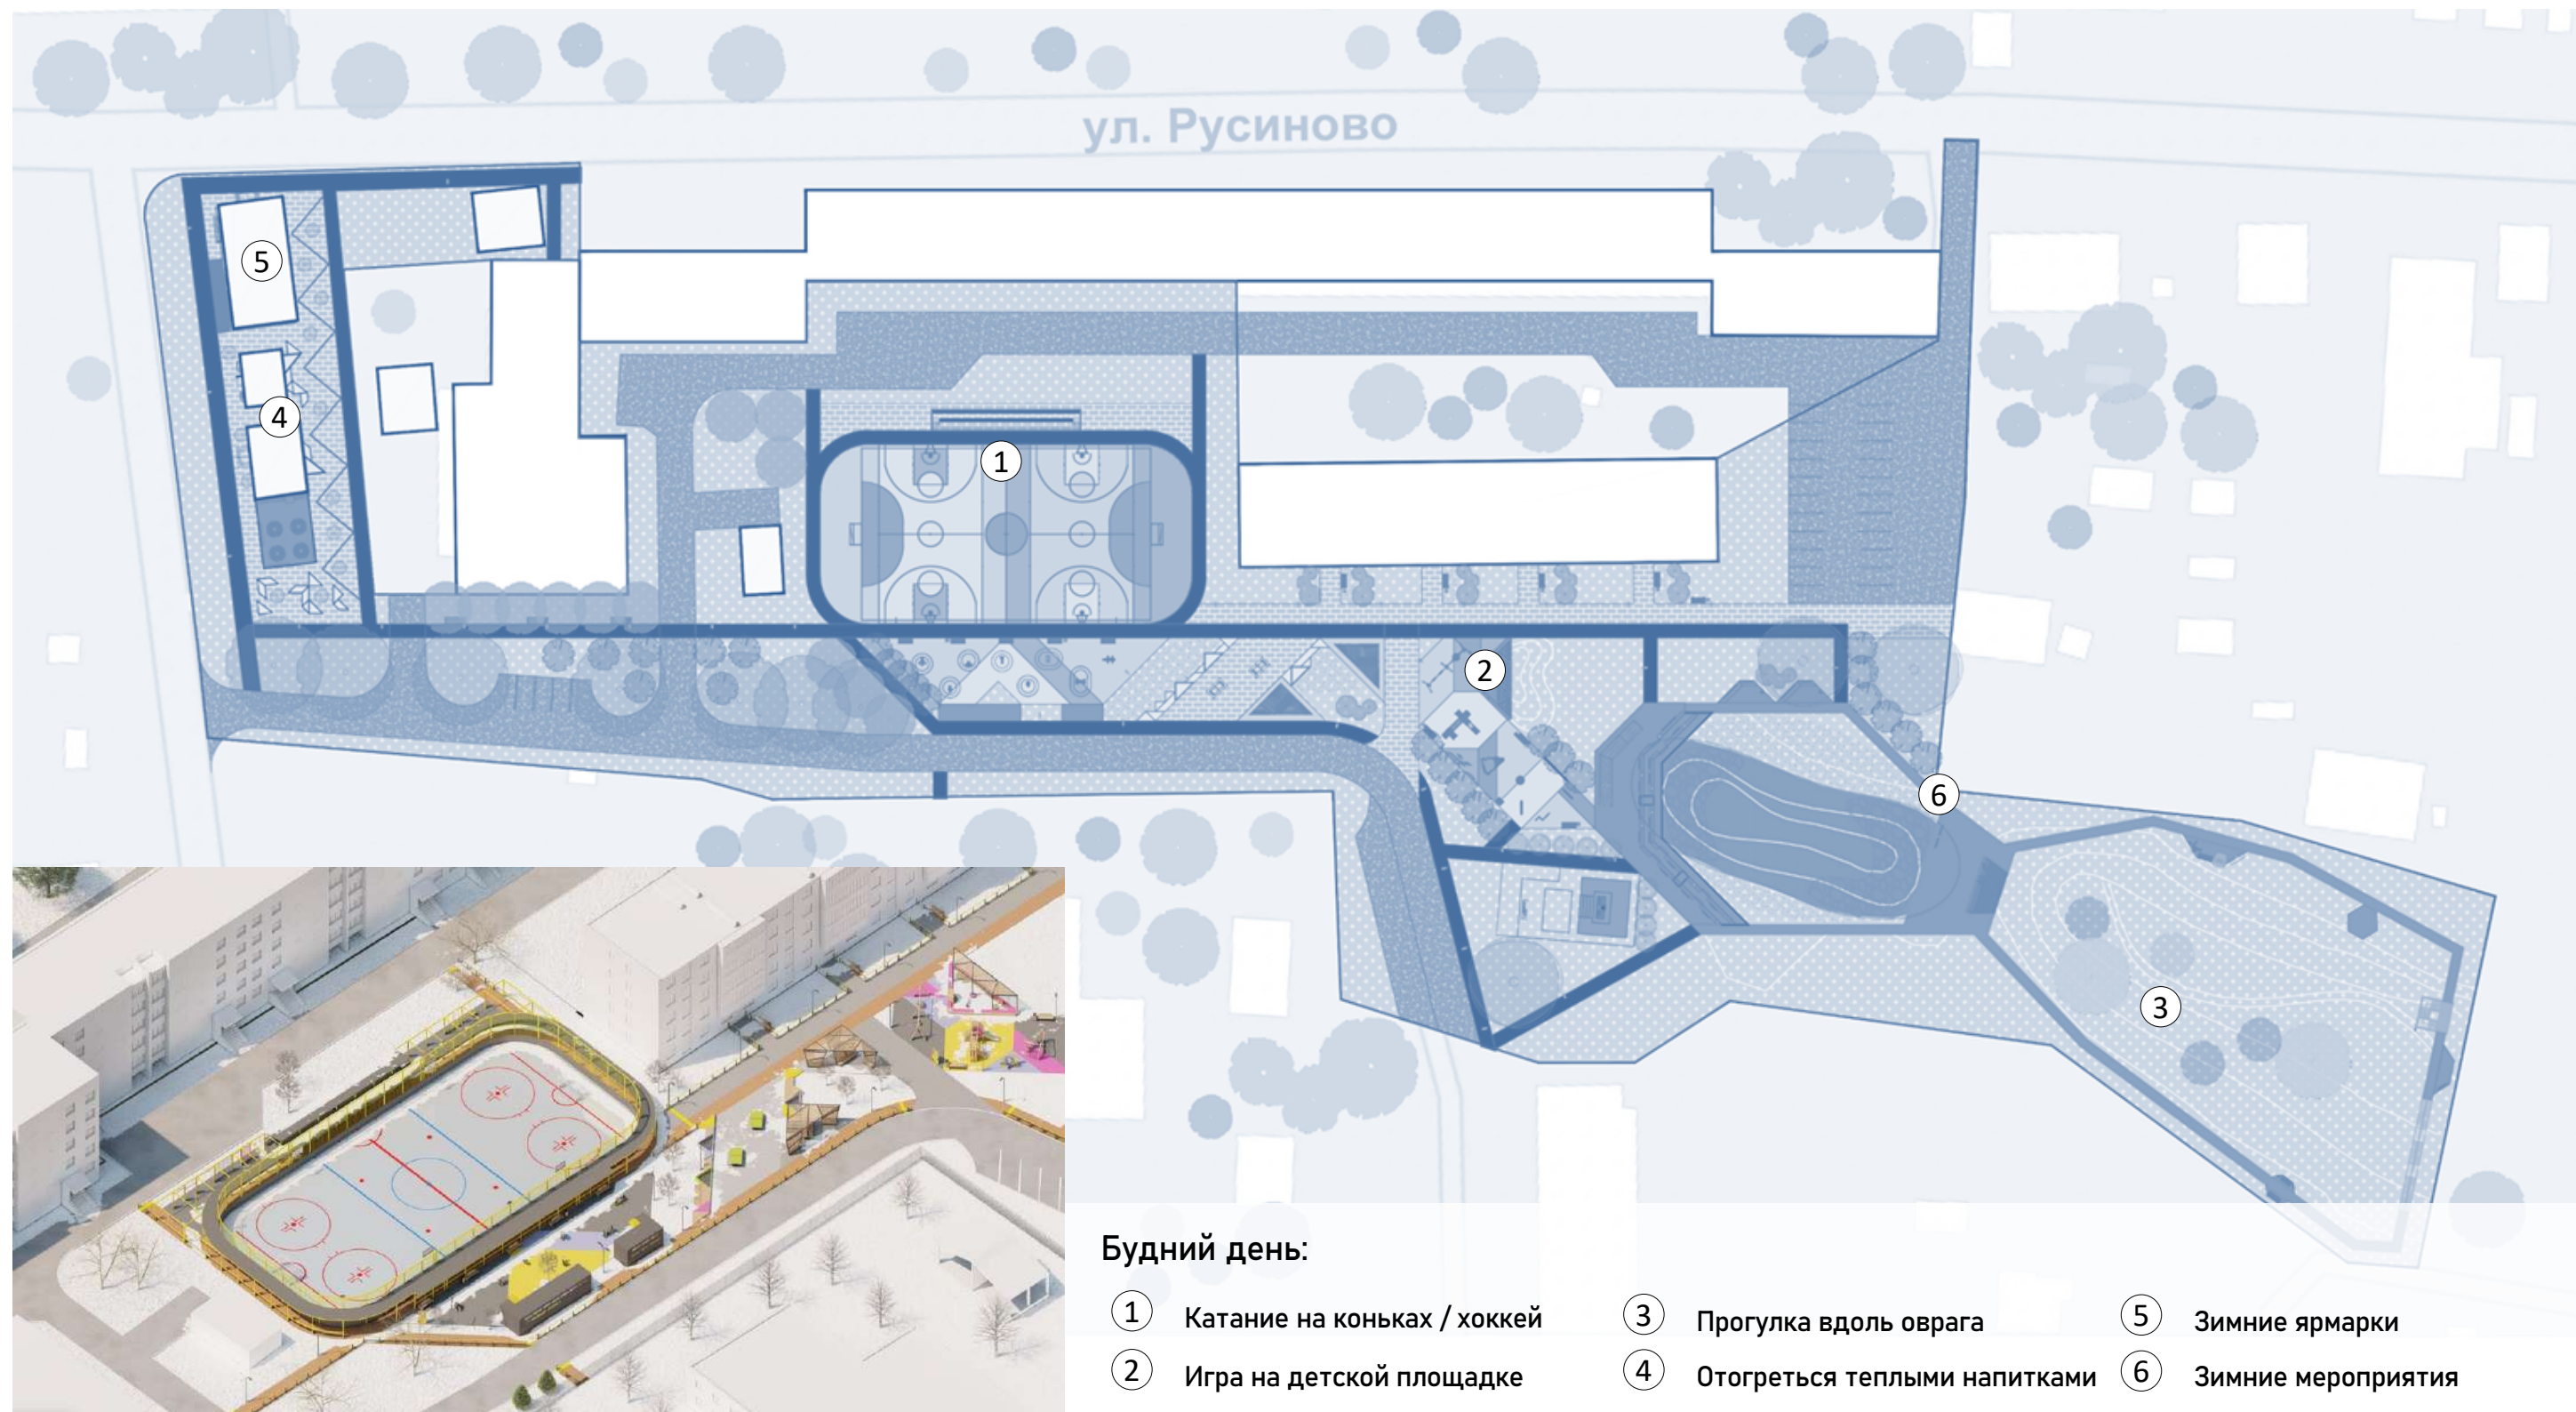 ул. Русиново
5
4
1
2
6
3
Будний день:
1 Катание на коньках / хоккей
2 Игра на детской площадке
3 Прогулка вдоль оврага
4 Отогреться теплыми напитками
5 Зимние ярмарки
6 Зимние мероприятия